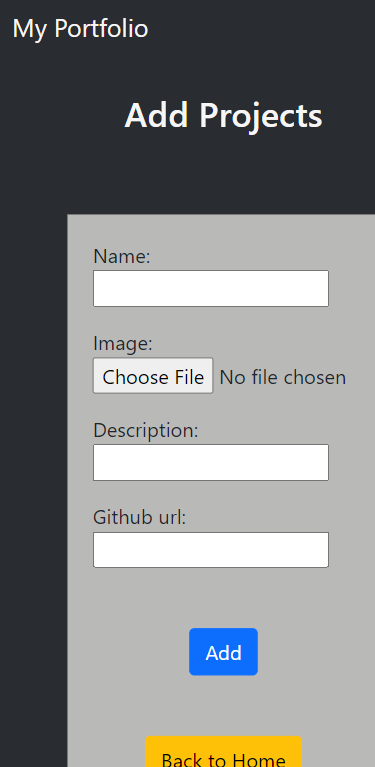 My Portfolio
Add Projects
Name:
Image:
Choose File No file chosen
Description:
Github url:
Add
Back to Home